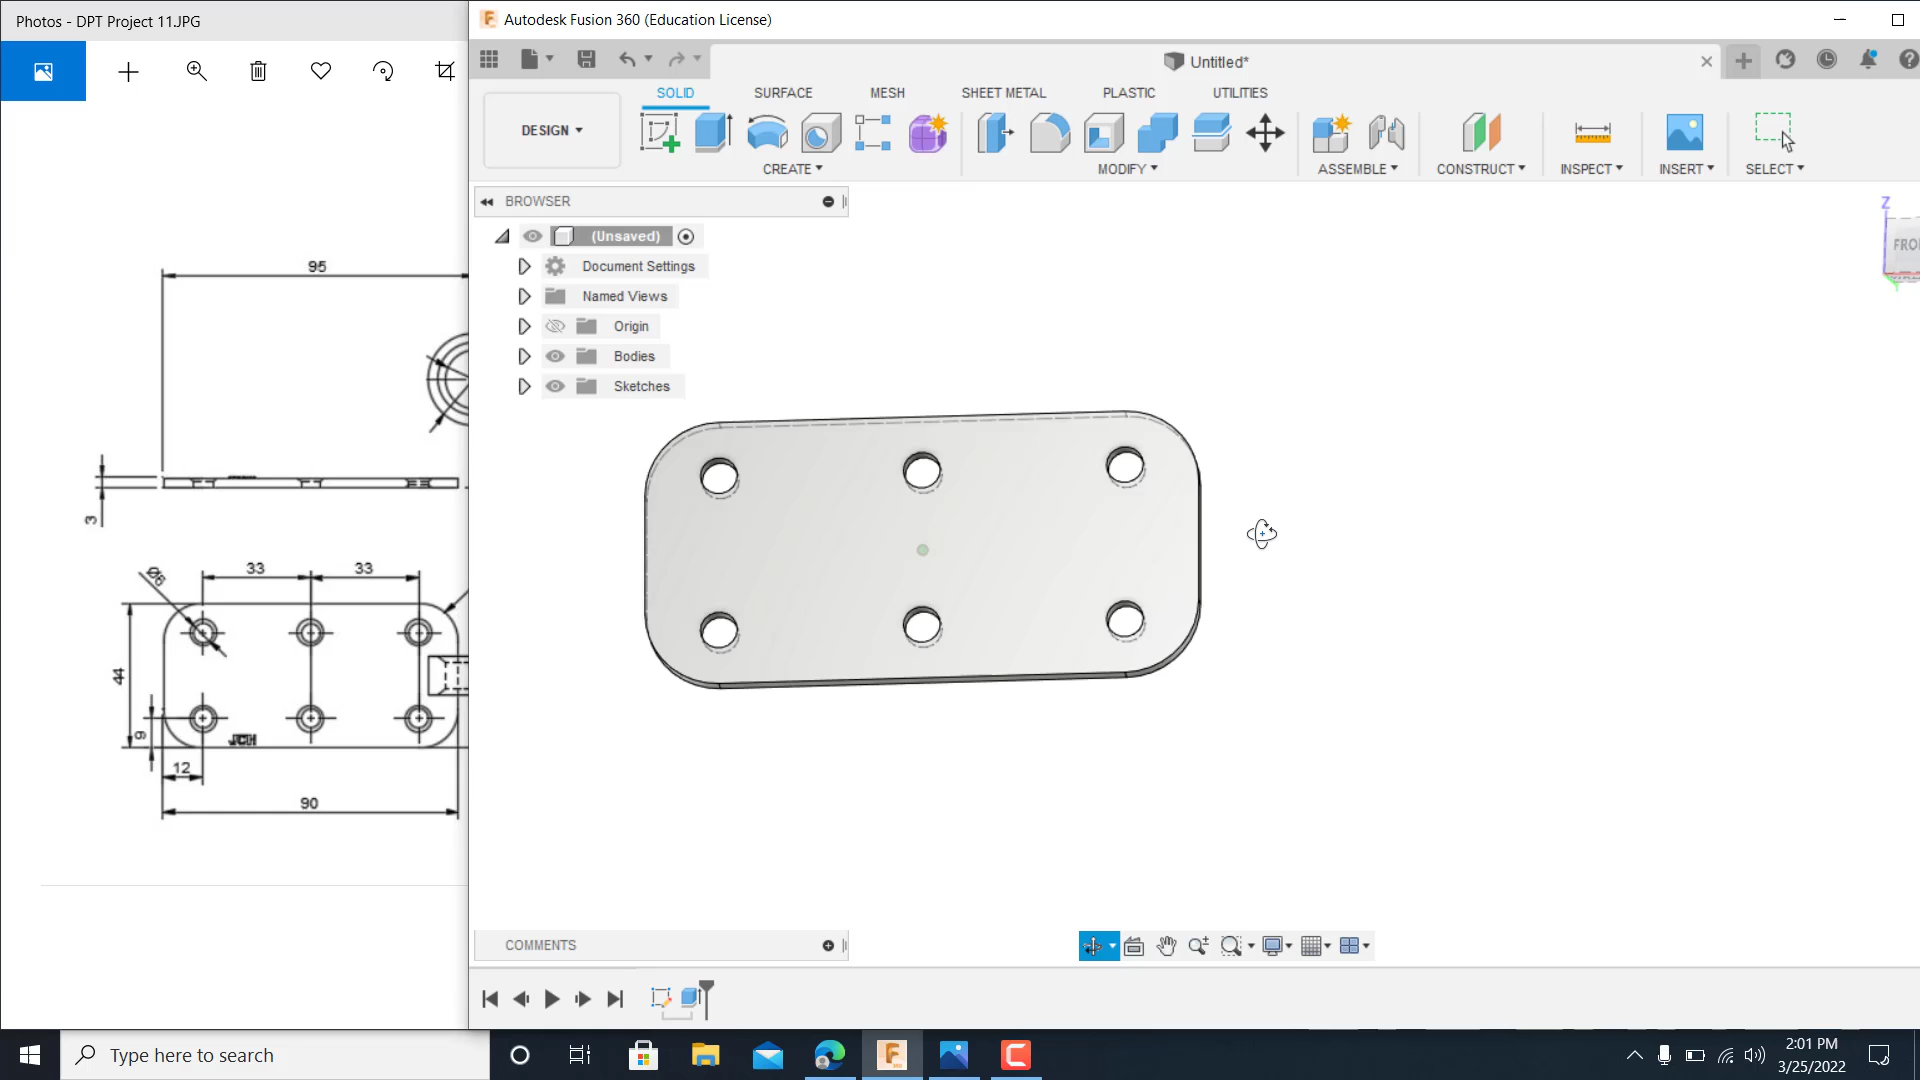 Photos - DPT Project 11.JPG
Autodesk Fusion 360 (Education License)
Untitled*
SOLID
SURFACE
MESH
SHEET METAL
PLASTIC
UTILITIES
DESIGN
CREATE
MODIFY
ASSEMBLE
CONSTRUCT
INSPECT
INSERT
SELECT
BROWSER
(Unsaved)
Document Settings
Named Views
Origin
Bodies
Sketches
Z
95
3
33
33
44
9
JCH
12
90
COMMENTS
Type here to search
2:01 PM
3/25/2022